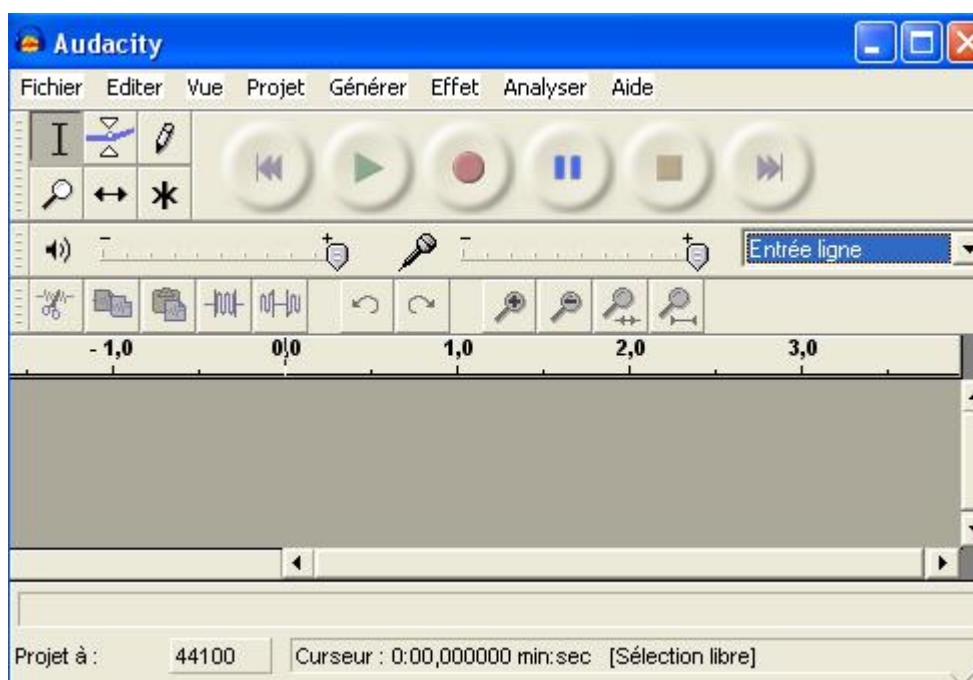 Audacity
Fichier Editer Vue Projet Générer Effet Analyser Aide
Entrée ligne
- 1,0 0,0 1,0 2,0 3,0
Projet à : 44100 Curseur : 0:00,000000 min:sec [Sélection libre]